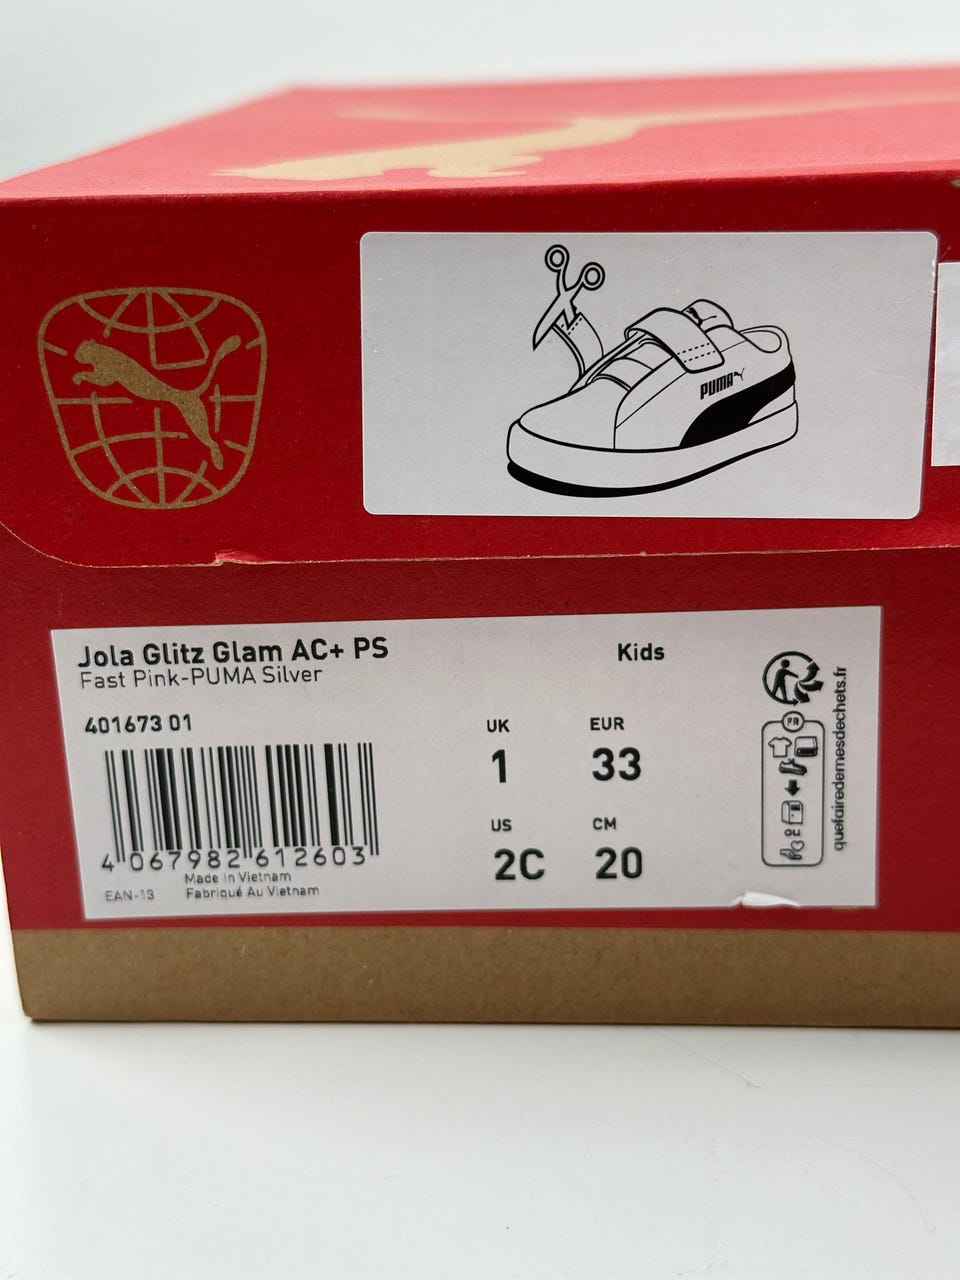 PUMA
Jola Glitz Glam AC+ PS
Fast Pink-PUMA Silver
Kids
401673 01
UK
EUR
1
33
US
CM
2C
20
4 067982 612603
Made In Vietnam
EAN-13
Fabriqué Au Vietnam
FR
OU
quefairedemesdechets.fr